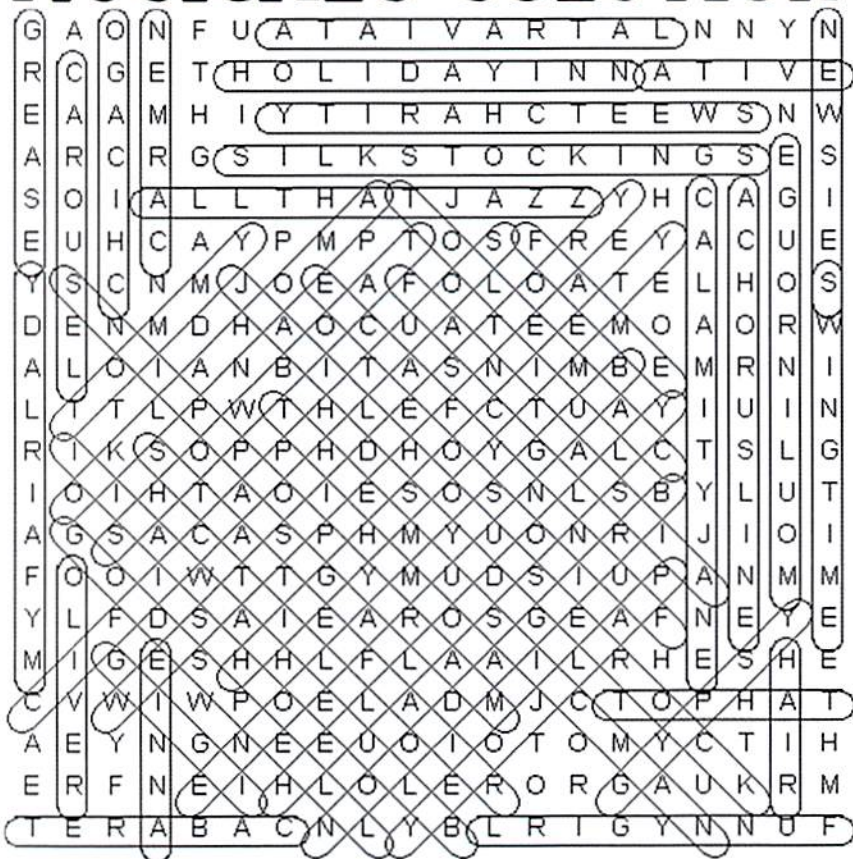 G A O N F U A T A I V A R T A L N N Y N
R C G E T H O L I D A Y I N N A T I V E
E A A M H I Y T I R A H C T E E W S N W
A R C R G S I L K S T O C K I N G S E S
S O I A L L T H A T J A Z Z Y H C A G I
E U H C A Y P M P T O S F R E Y A C U E
Y S C N M J O E A F O L O A T E L H O S
D E N M D H A O C U A T E E M O A O R W
A L O I A N B I T A S N I M B E M R N I
L T T L P W T H L E F C T U A Y I U I N
R I K S O P P H D H O Y G A L C T S L G
I O I H T A O I E S O S N L S B Y L U T
A G S A C A S P H M Y U O N R I J I O I
F O O I W T T G Y M U D S I U P A N M M
Y L F D S A I E A R O S G E A F N E Y E
M I G E S H H L F L A A I L R H E S H E
C V W I W P O E L A D M J C T O P H A T
A E Y N G N E E U O I O T O M Y C T I H
E R F N E I H L O L E R O R G A U K R M
T E R A B A C N L Y B L R I G Y N N U F